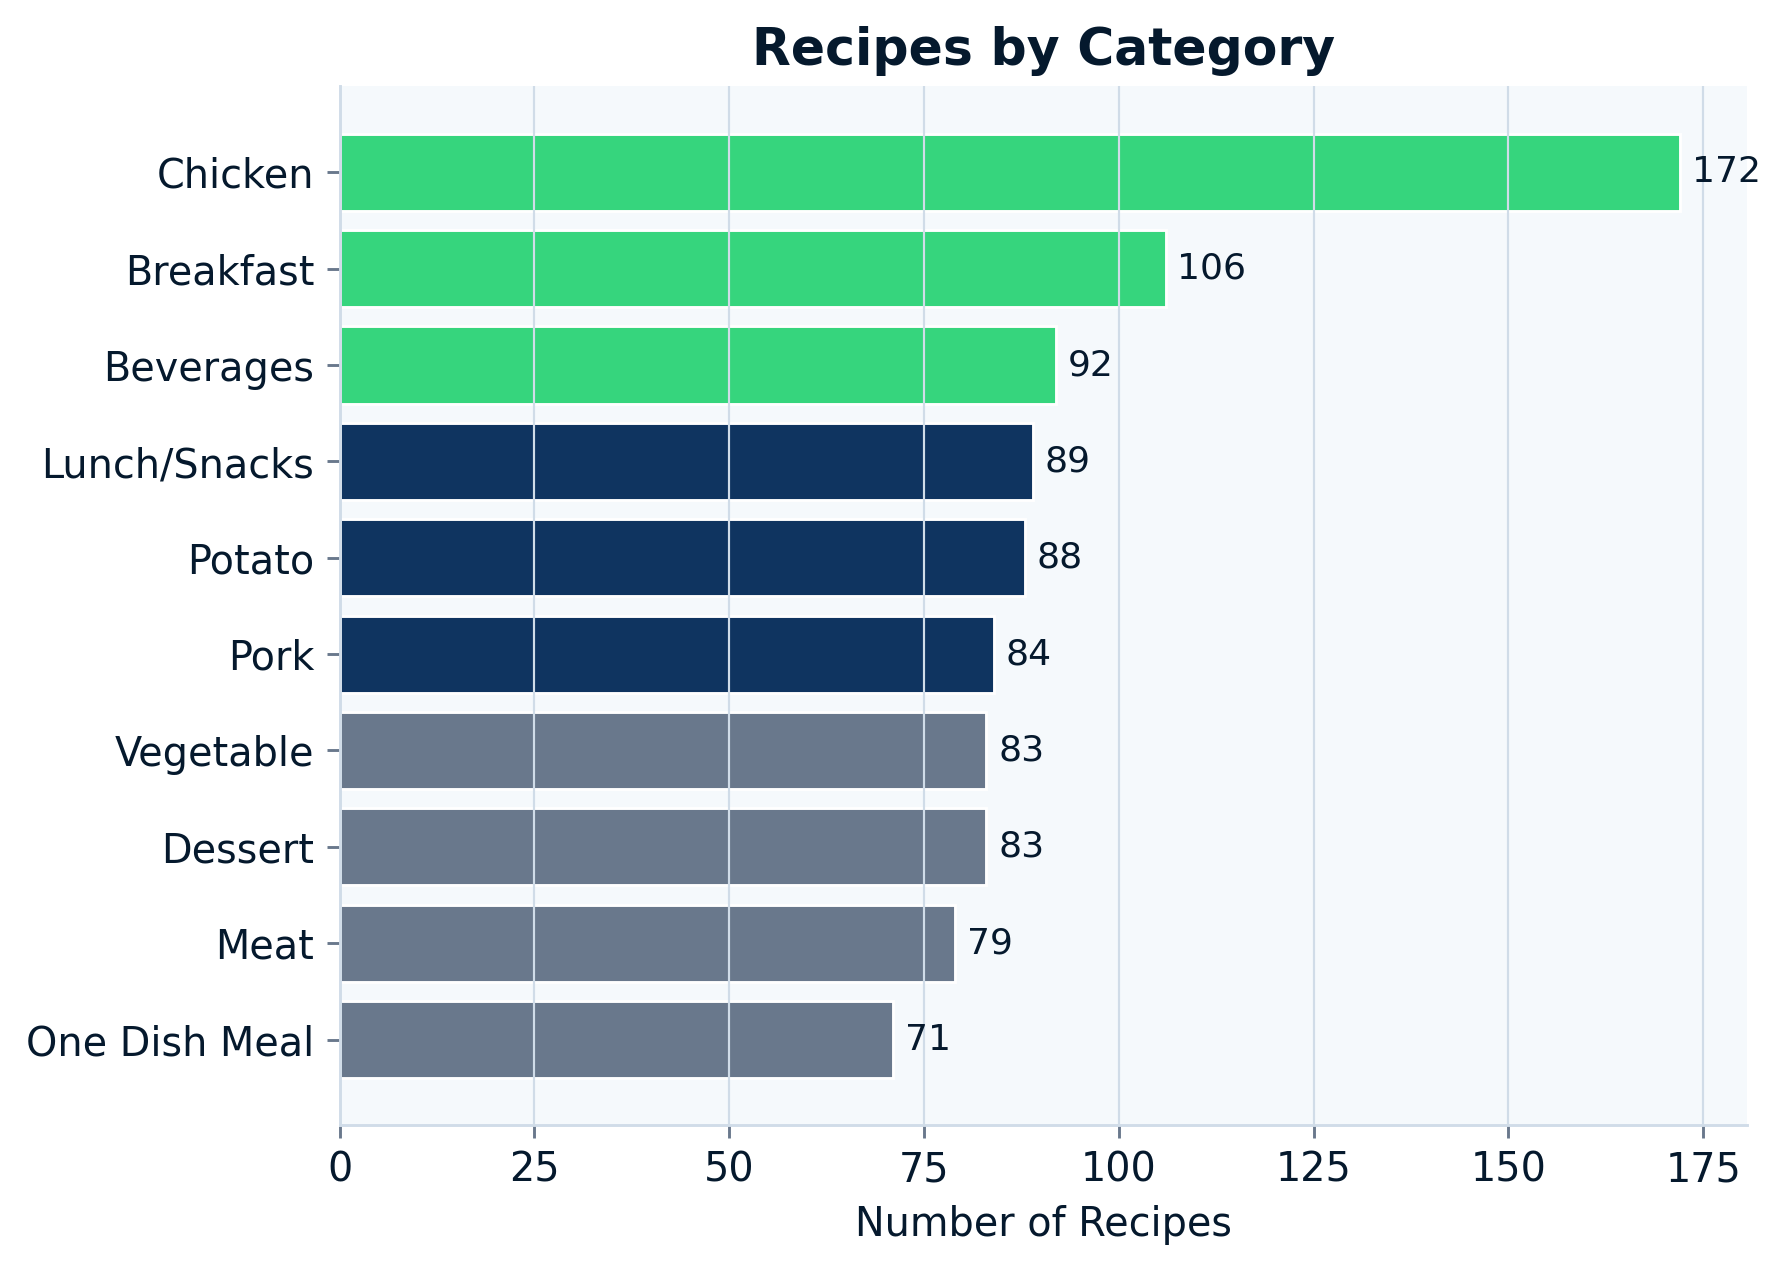 Recipes by Category
Chicken 172
Breakfast 106
Beverages 92
Lunch/Snacks 89
Potato 88
Pork 84
Vegetable 83
Dessert 83
Meat 79
One Dish Meal 71
0 25 50 75 100 125 150 175
Number of Recipes